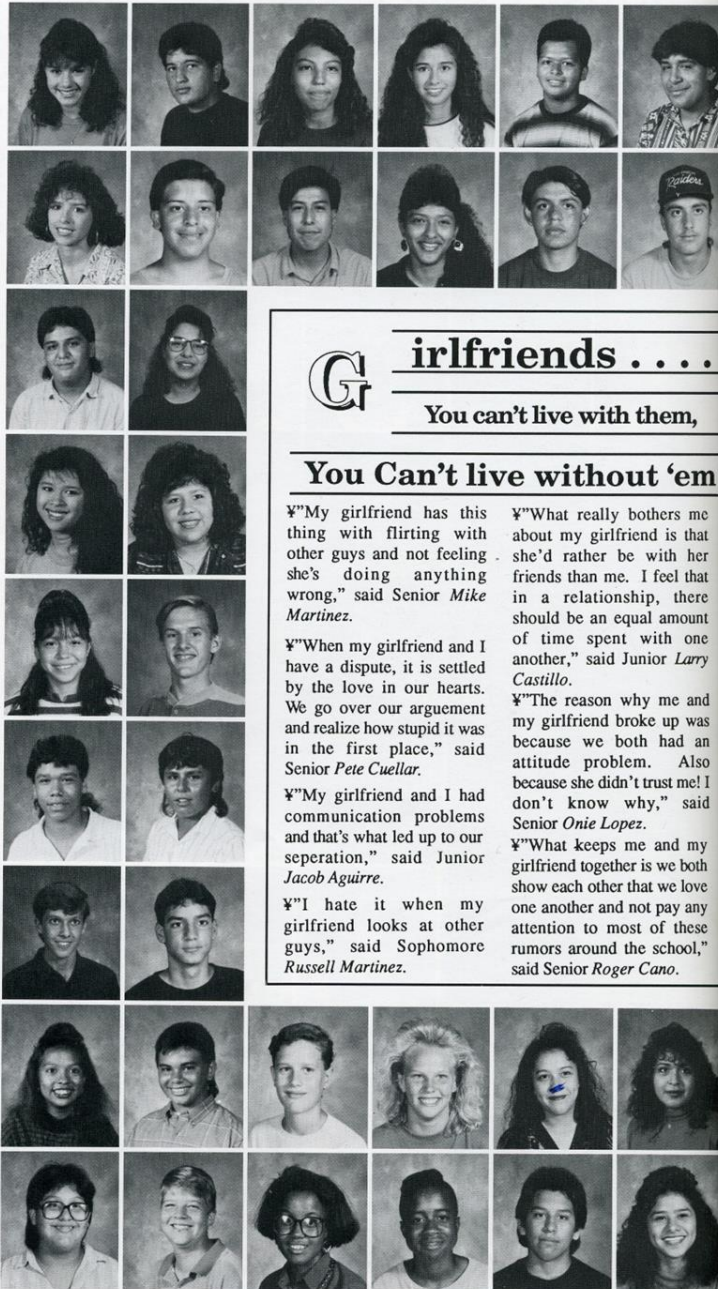 Raiders
Girlfriends . . . .
You can't live with them,
You Can't live without 'em
¥"My girlfriend has this
thing with flirting with
other guys and not feeling
she's doing anything
wrong," said Senior Mike
Martinez.
¥"When my girlfriend and I
have a dispute, it is settled
by the love in our hearts.
We go over our arguement
and realize how stupid it was
in the first place," said
Senior Pete Cuellar.
¥"My girlfriend and I had
communication problems
and that's what led up to our
seperation," said Junior
Jacob Aguirre.
¥"I hate it when my
girlfriend looks at other
guys," said Sophomore
Russell Martinez.
¥"What really bothers me
about my girlfriend is that
she'd rather be with her
friends than me. I feel that
in a relationship, there
should be an equal amount
of time spent with one
another," said Junior Larry
Castillo.
¥"The reason why me and
my girlfriend broke up was
because we both had an
attitude problem. Also
because she didn't trust me! I
don't know why," said
Senior Onie Lopez.
¥"What keeps me and my
girlfriend together is we both
show each other that we love
one another and not pay any
attention to most of these
rumors around the school,"
said Senior Roger Cano.